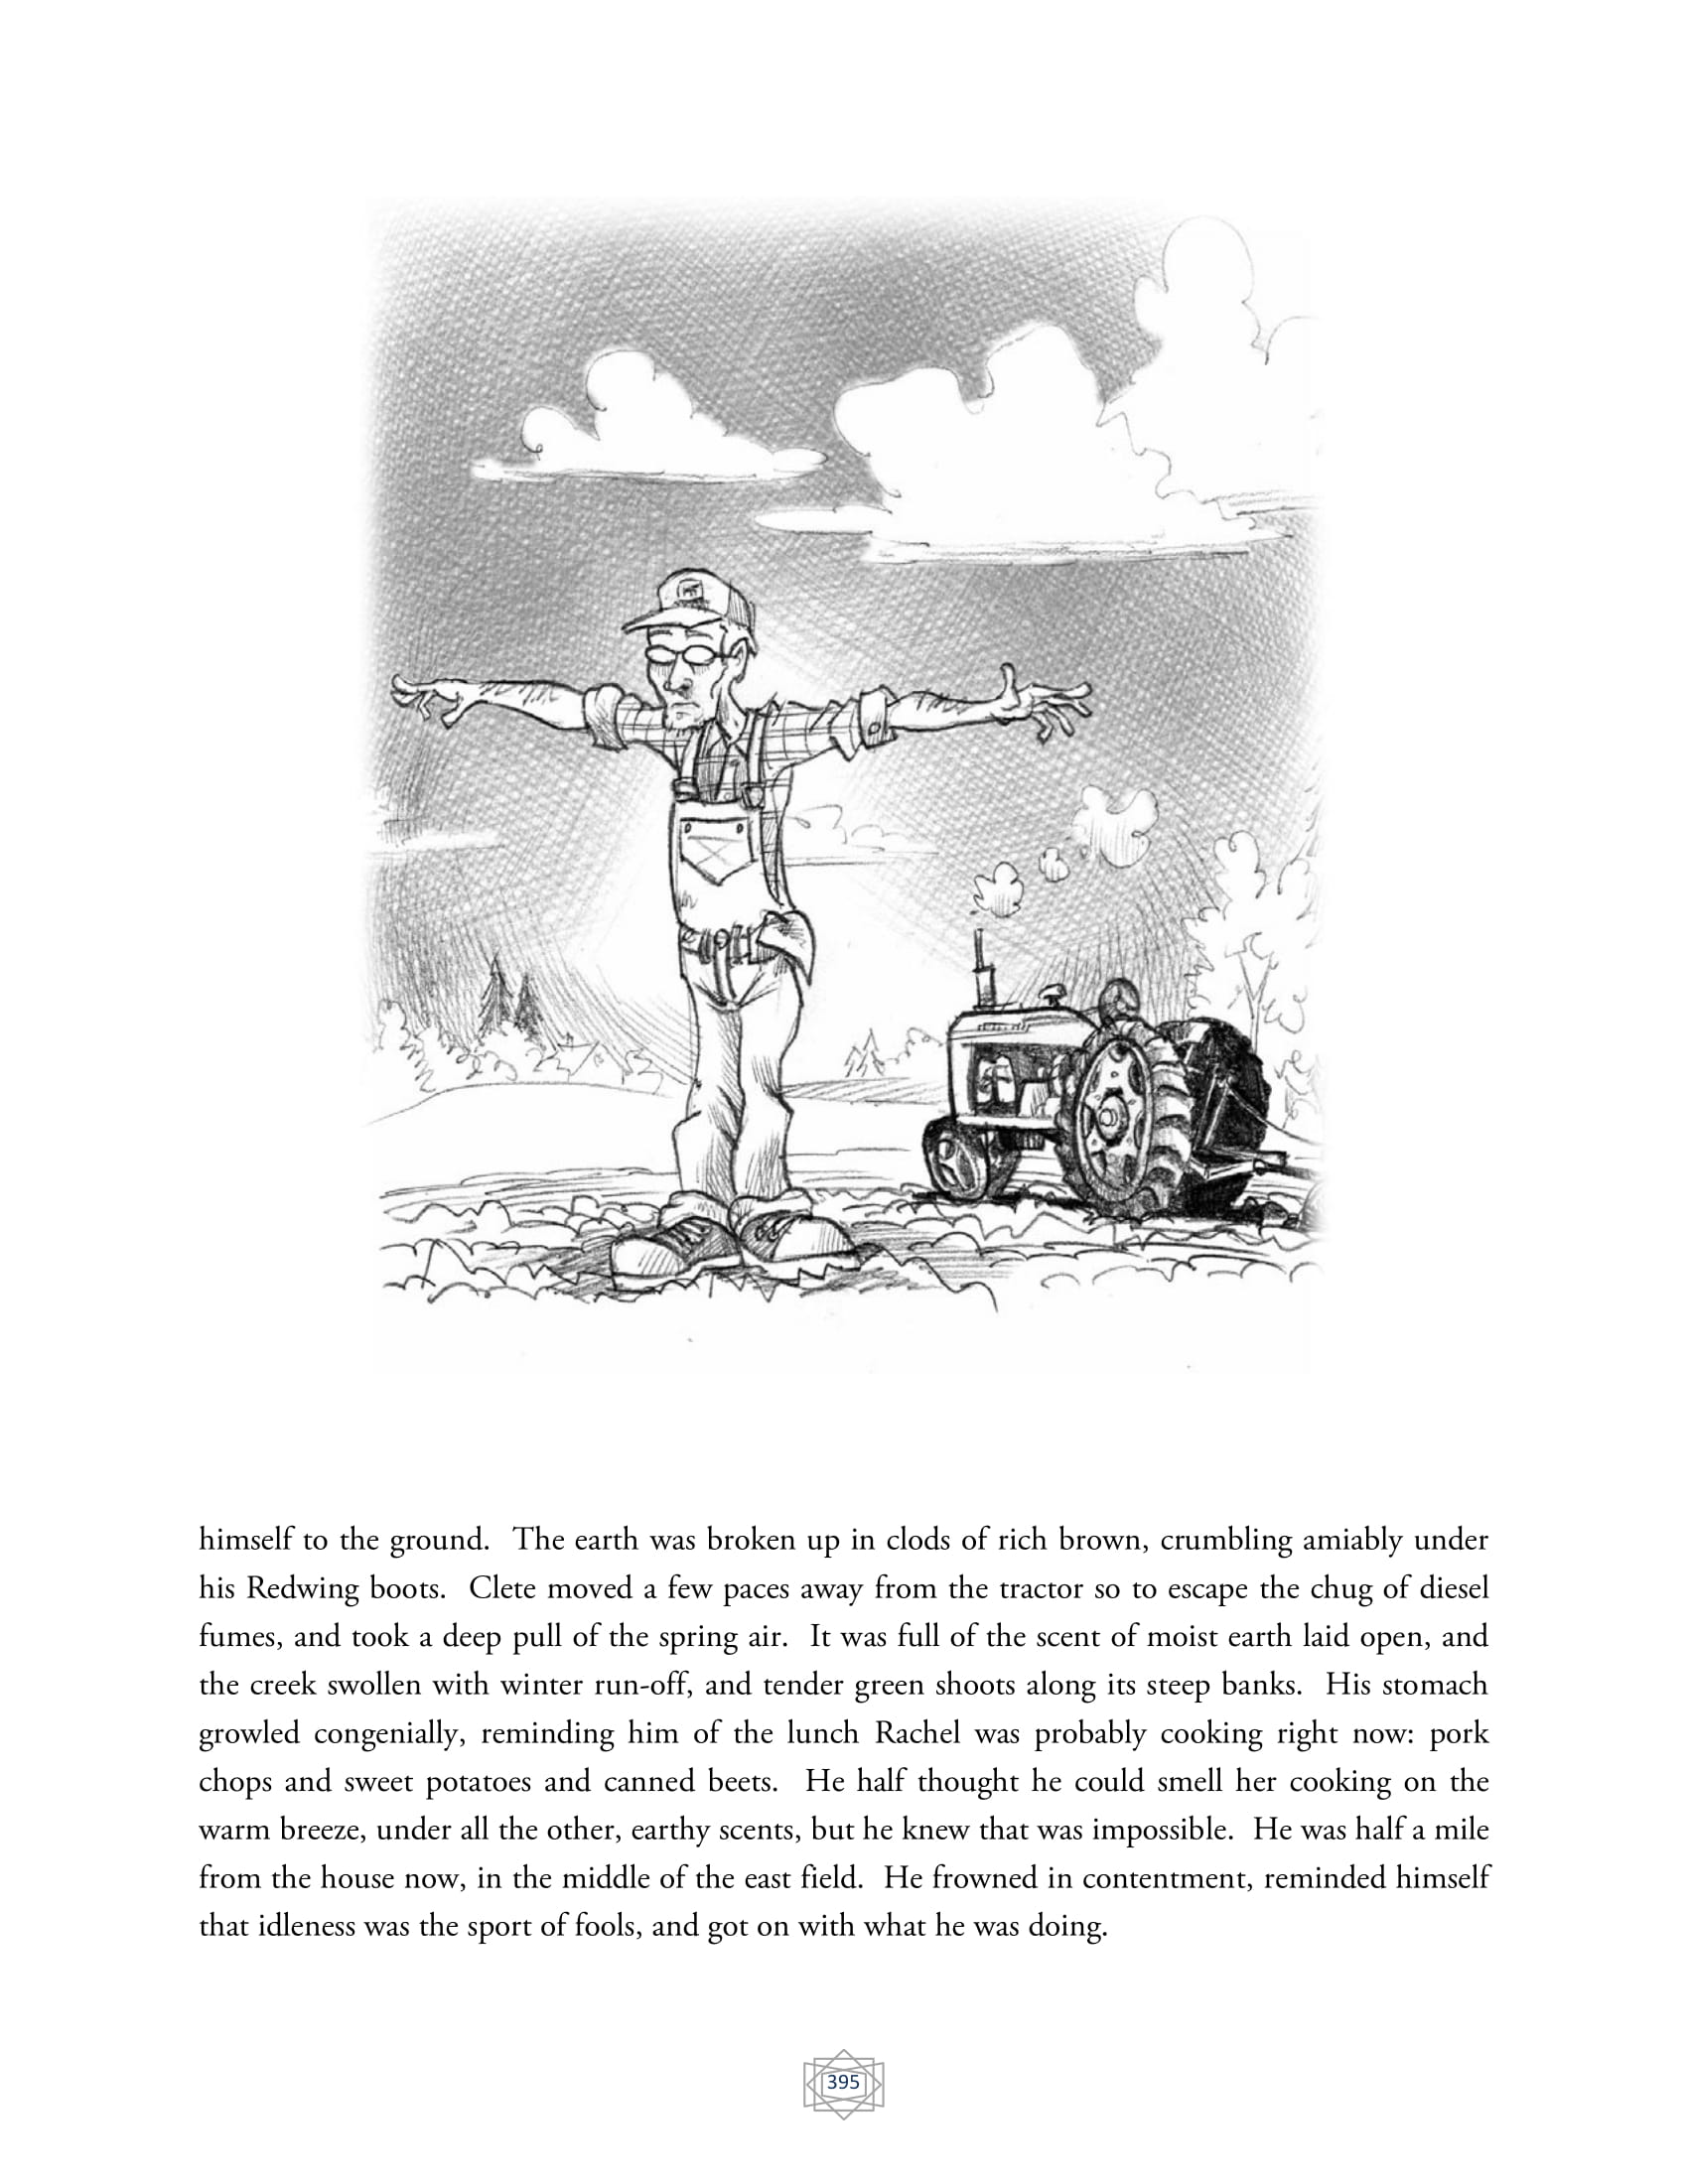 himself to the ground.  The earth was broken up in clods of rich brown, crumbling amiably under
his Redwing boots.  Clete moved a few paces away from the tractor so to escape the chug of diesel
fumes, and took a deep pull of the spring air.  It was full of the scent of moist earth laid open, and
the creek swollen with winter run-off, and tender green shoots along its steep banks.  His stomach
growled congenially, reminding him of the lunch Rachel was probably cooking right now: pork
chops and sweet potatoes and canned beets.  He half thought he could smell her cooking on the
warm breeze, under all the other, earthy scents, but he knew that was impossible.  He was half a mile
from the house now, in the middle of the east field.  He frowned in contentment, reminded himself
that idleness was the sport of fools, and got on with what he was doing.
395